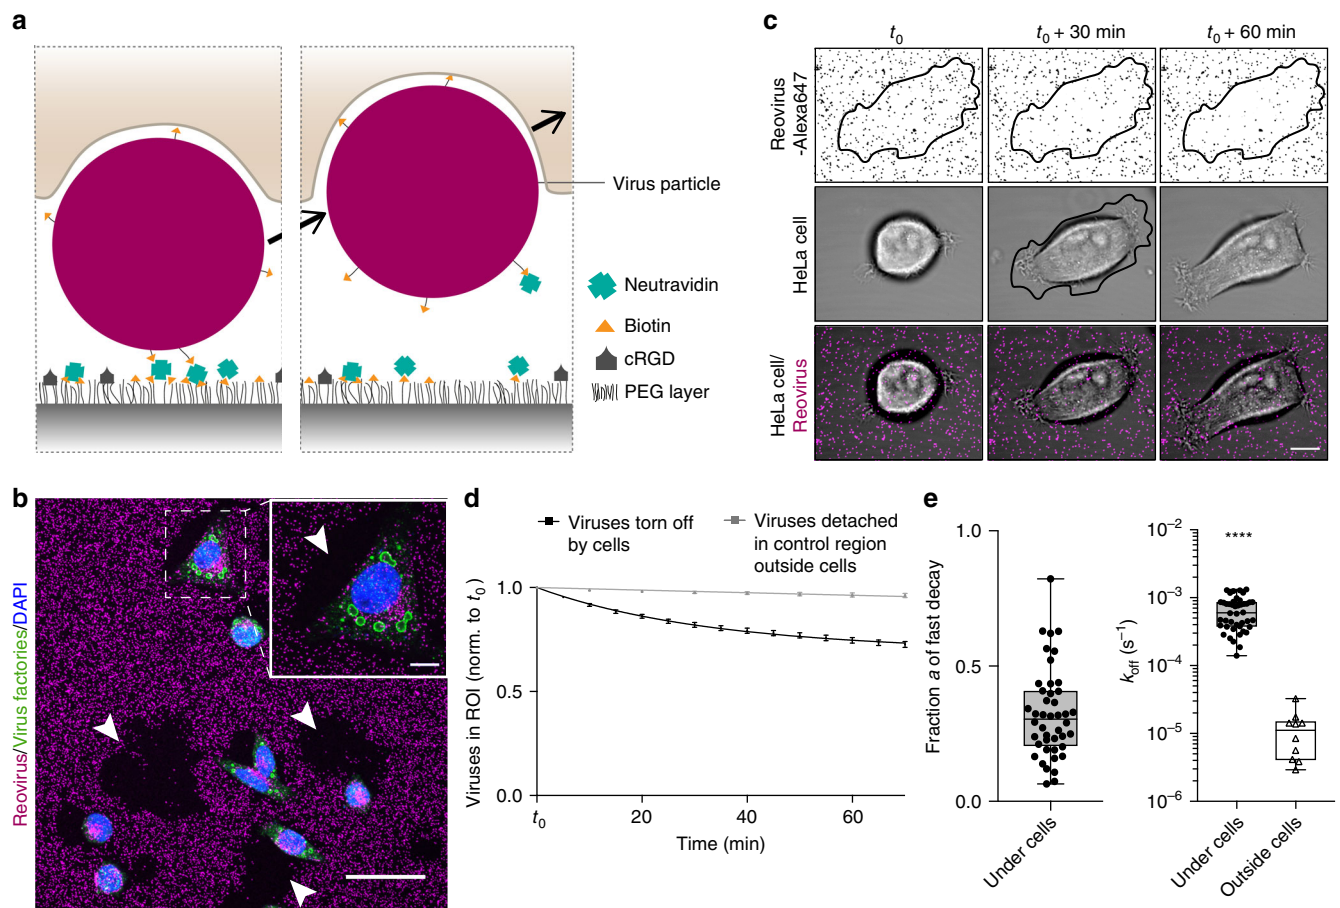 a
Virus particle
Neutravidin
Biotin
cRGD
PEG layer
c
t0
t0 + 30 min
t0 + 60 min
Reovirus
-Alexa647
HeLa cell
HeLa cell/
Reovirus
b
Reovirus/Virus factories/DAPI
d
Viruses torn off
by cells
Viruses detached
in control region
outside cells
Viruses in ROI (norm. to t0)
1.0
0.5
0.0
t0
20
40
60
Time (min)
e
Fraction a of fast decay
1.0
0.5
0.0
Under cells
koff (s−1)
10−2
10−3
10−4
10−5
10−6
****
Under cells
Outside cells